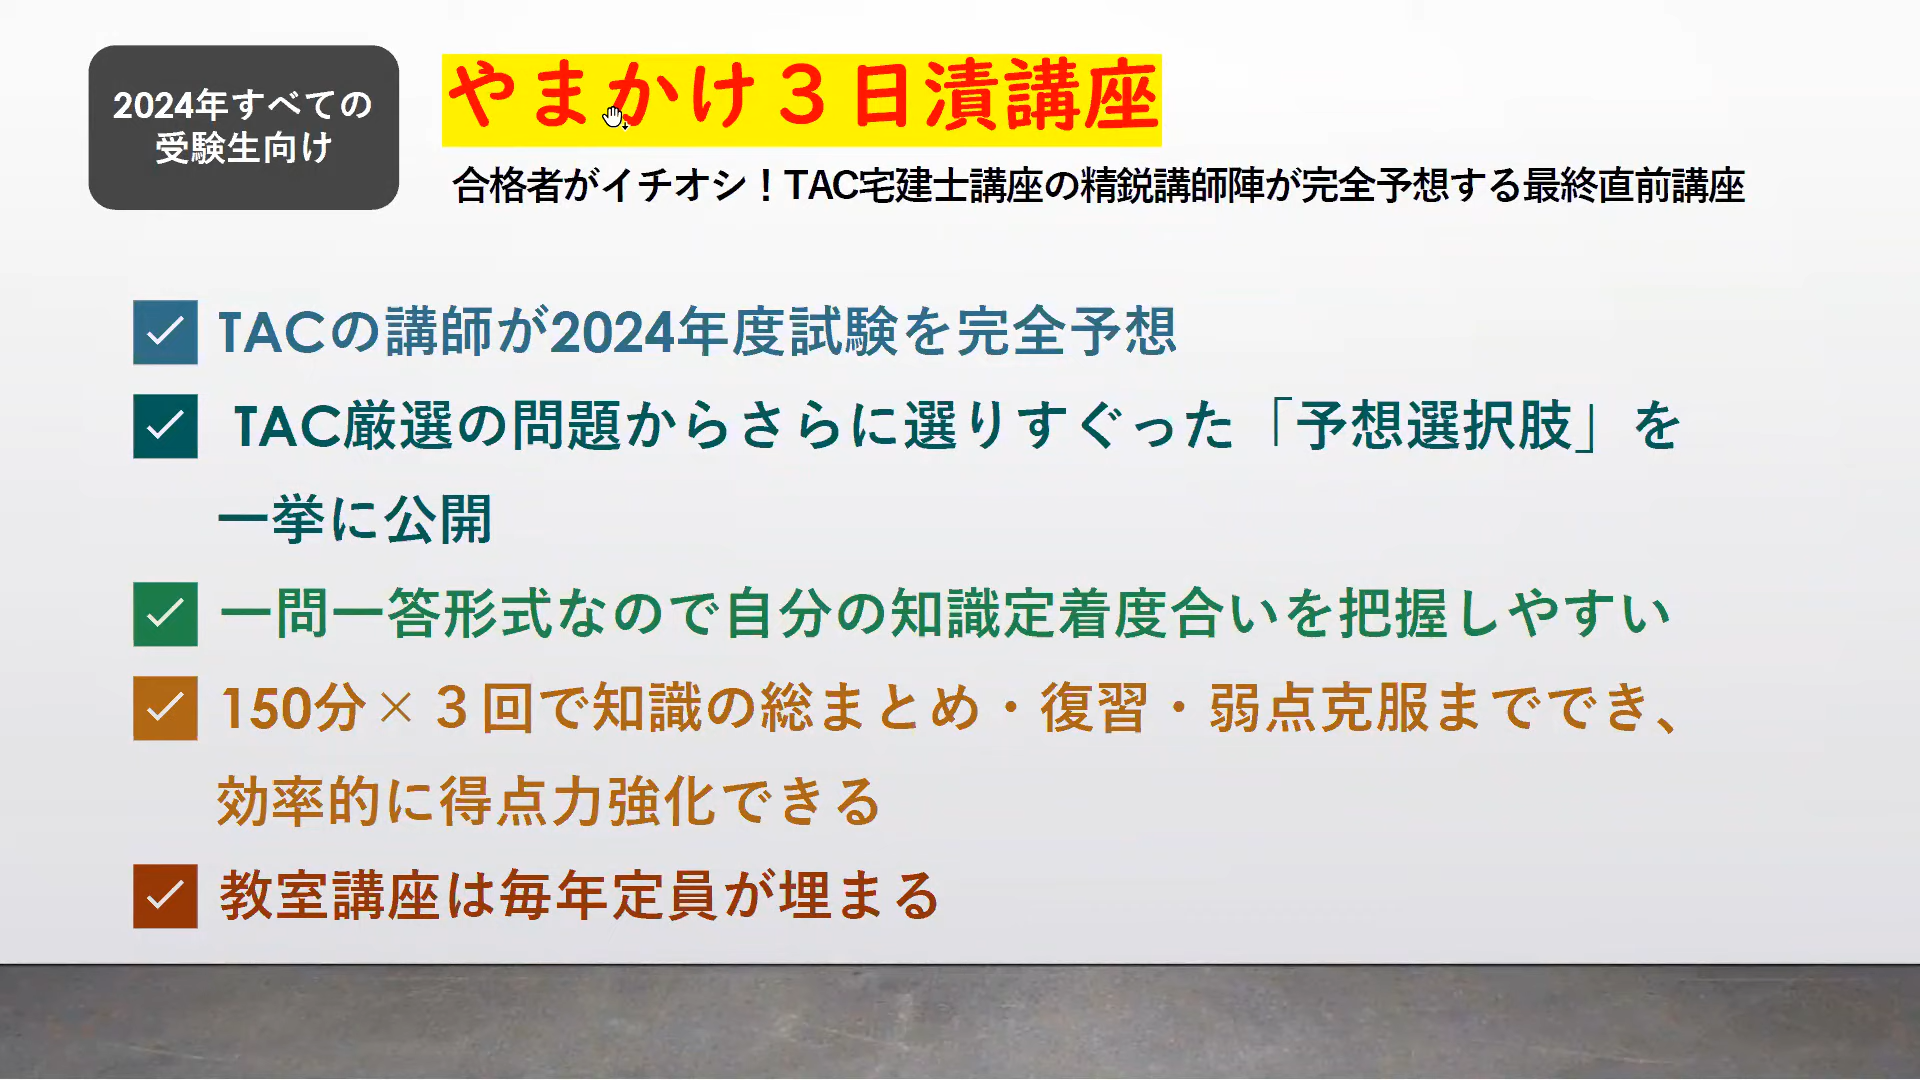 2024年すべての
受験生向け
やまかけ３日漬講座
合格者がイチオシ！TAC宅建士講座の精鋭講師陣が完全予想する最終直前講座
TACの講師が2024年度試験を完全予想
TAC厳選の問題からさらに選りすぐった「予想選択肢」を
一挙に公開
一問一答形式なので自分の知識定着度合いを把握しやすい
150分×３回で知識の総まとめ・復習・弱点克服まででき、
効率的に得点力強化できる
教室講座は毎年定員が埋まる